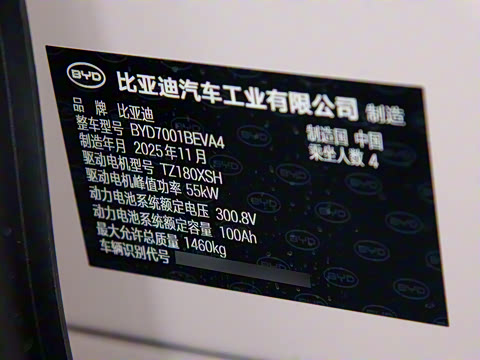 BYD 比亚迪汽车工业有限公司 制造
品牌 比亚迪 制造国 中国
整车型号 BYD7001BEVA4 乘坐人数 4
制造年月 2025年11月
驱动电机型号 TZ180XSH
驱动电机峰值功率 55kW
动力电池系统额定电压 300.8V
动力电池系统额定容量 100Ah
最大允许总质量 1460kg
车辆识别代号